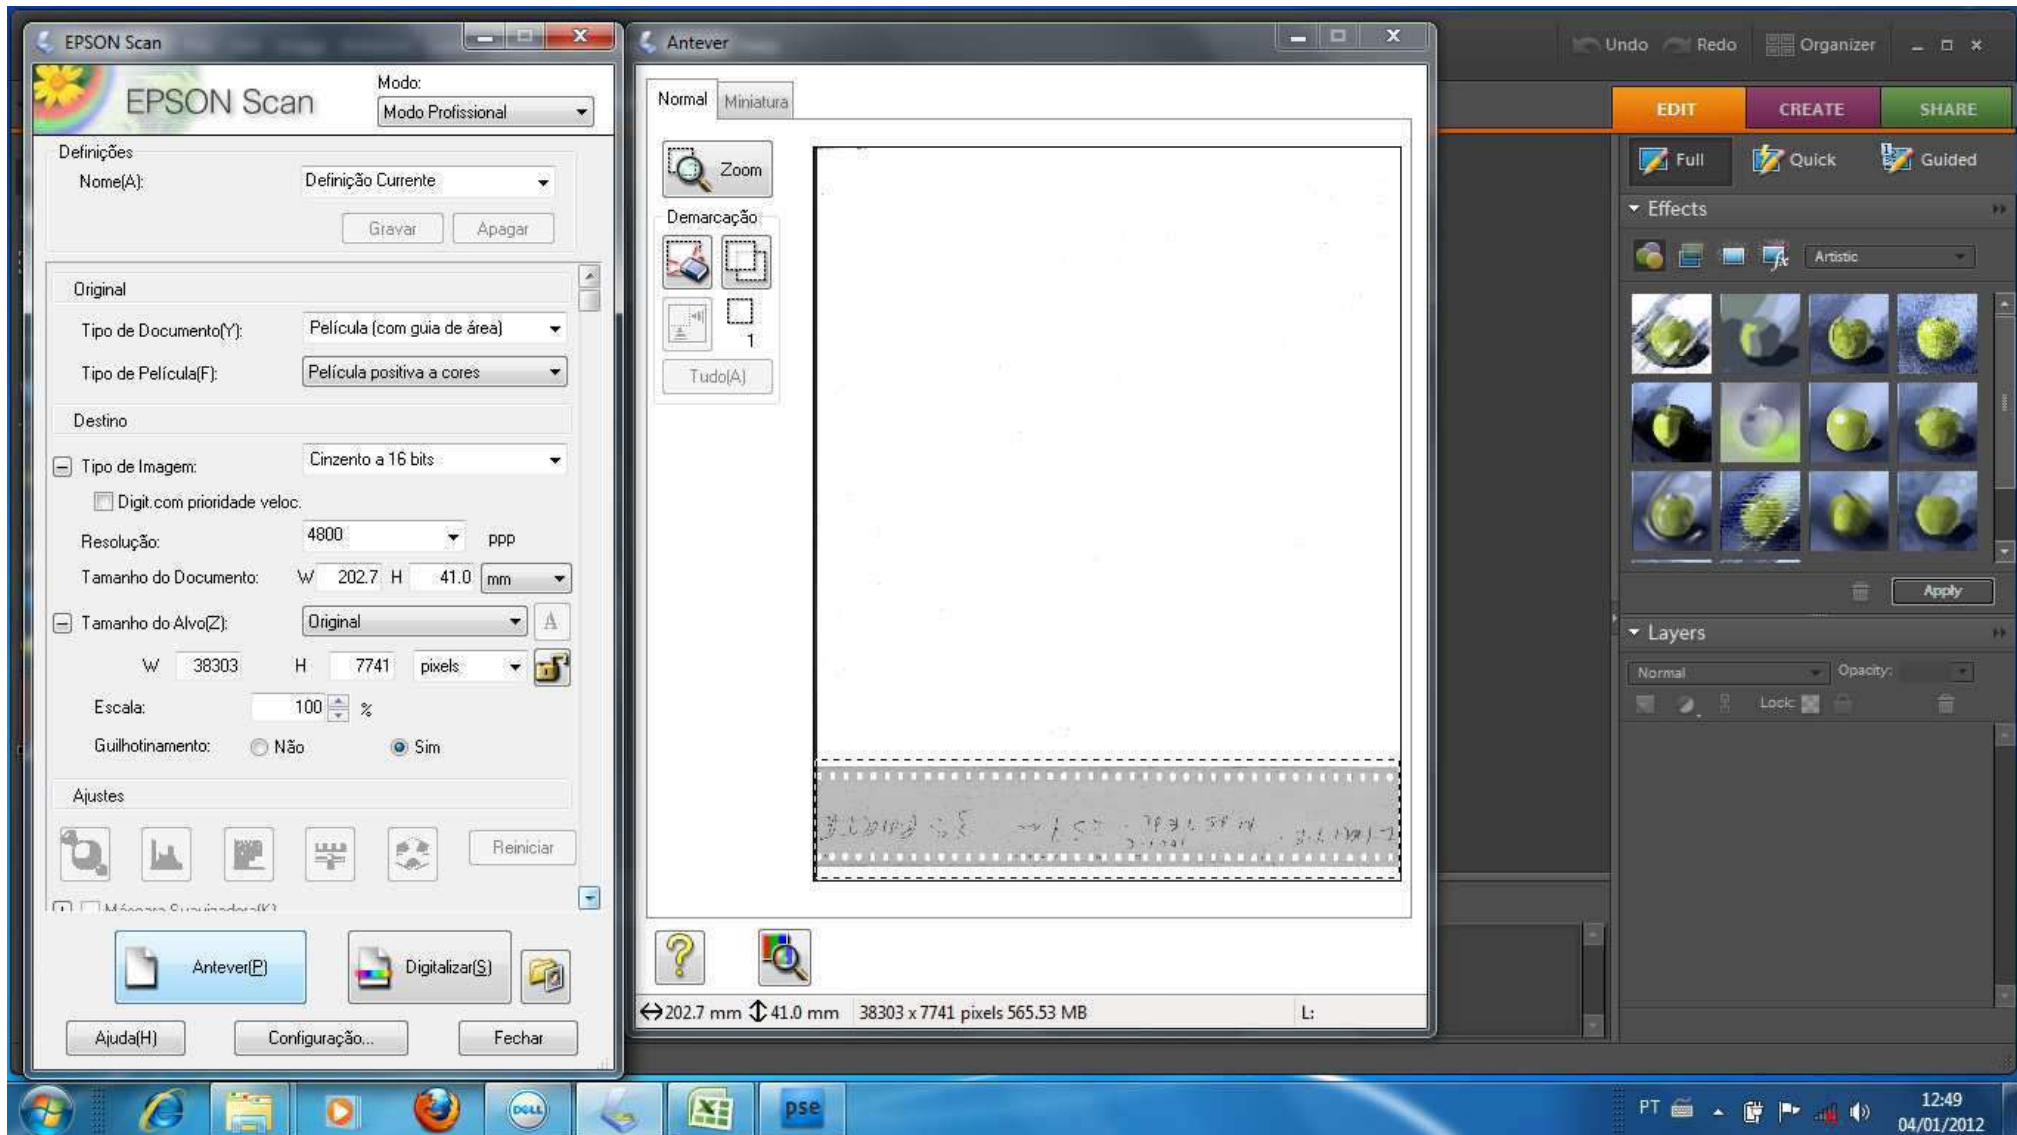 EPSON Scan
EPSON Scan
Modo:
Modo Profissional
Definições
Nome(A):
Definição Currente
Gravar
Apagar
Original
Tipo de Documento(Y):
Película (com guia de área)
Tipo de Película(F):
Película positiva a cores
Destino
Tipo de Imagem:
Cinzento a 16 bits
Digit.com prioridade veloc.
Resolução:
4800
ppp
Tamanho do Documento:
W 202.7 H 41.0 mm
Tamanho do Alvo(Z):
Original
A
W 38303 H 7741 pixels
Escala:
100 %
Guilhotinamento:
Não
Sim
Ajustes
Reiniciar
Máscara Suavizadora(K)
Antever(P)
Digitalizar(S)
Ajuda(H)
Configuração...
Fechar
Antever
Normal
Miniatura
Zoom
Demarcação
1
Tudo(A)
202.7 mm 41.0 mm 38303 x 7741 pixels 565.53 MB L:
Undo
Redo
Organizer
EDIT
CREATE
SHARE
Full
Quick
Guided
Effects
Artistic
Apply
Layers
Normal
Opacity:
Lock:
DELL
pse
PT
12:49
04/01/2012